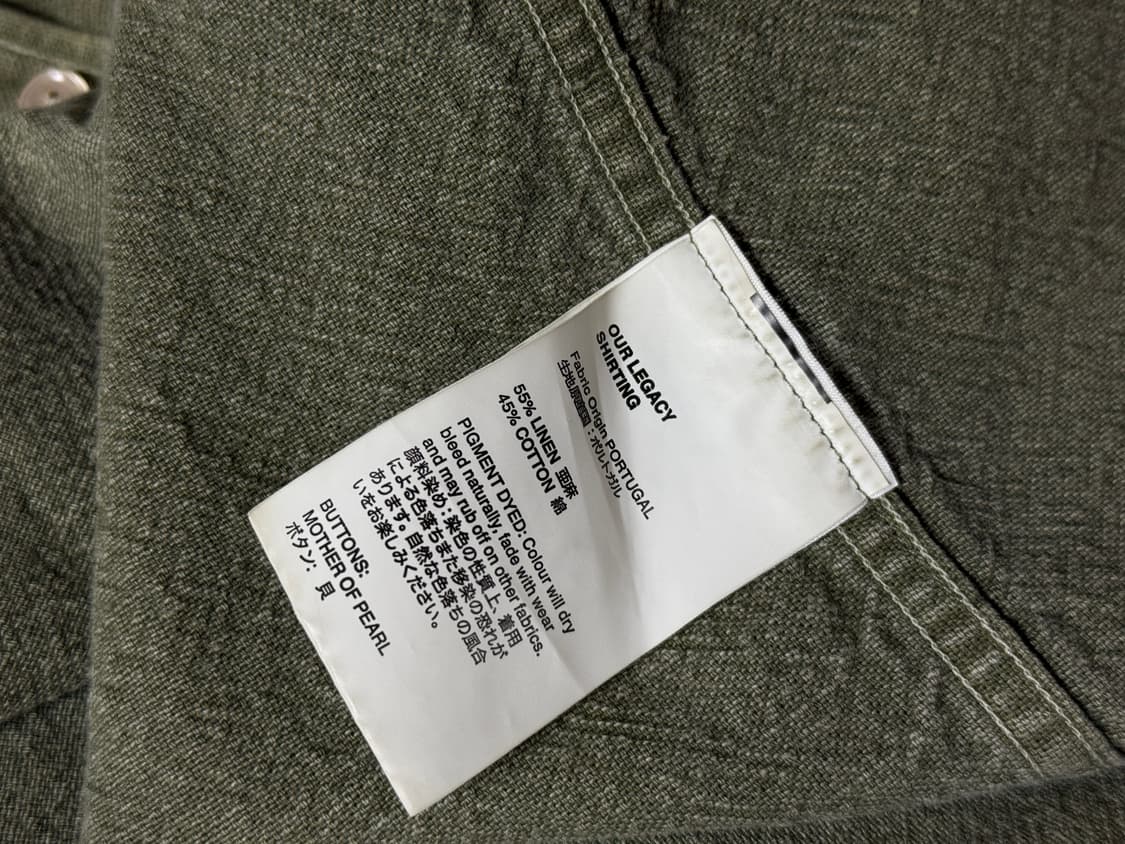 OUR LEGACY
SHIRTING
Fabric Origin PORTUGAL
生地原産国：ポルトガル
55% LINEN 亜麻
45% COTTON 綿
PIGMENT DYED: Colour will dry
bleed naturally, fade with wear
and may rub off on other fabrics.
顔料染め：染色の性質上、着用
による色落ちまた移染の恐れが
あります。自然な色落ちの風合
いをお楽しみください。
BUTTONS:
MOTHER OF PEARL
ボタン: 貝